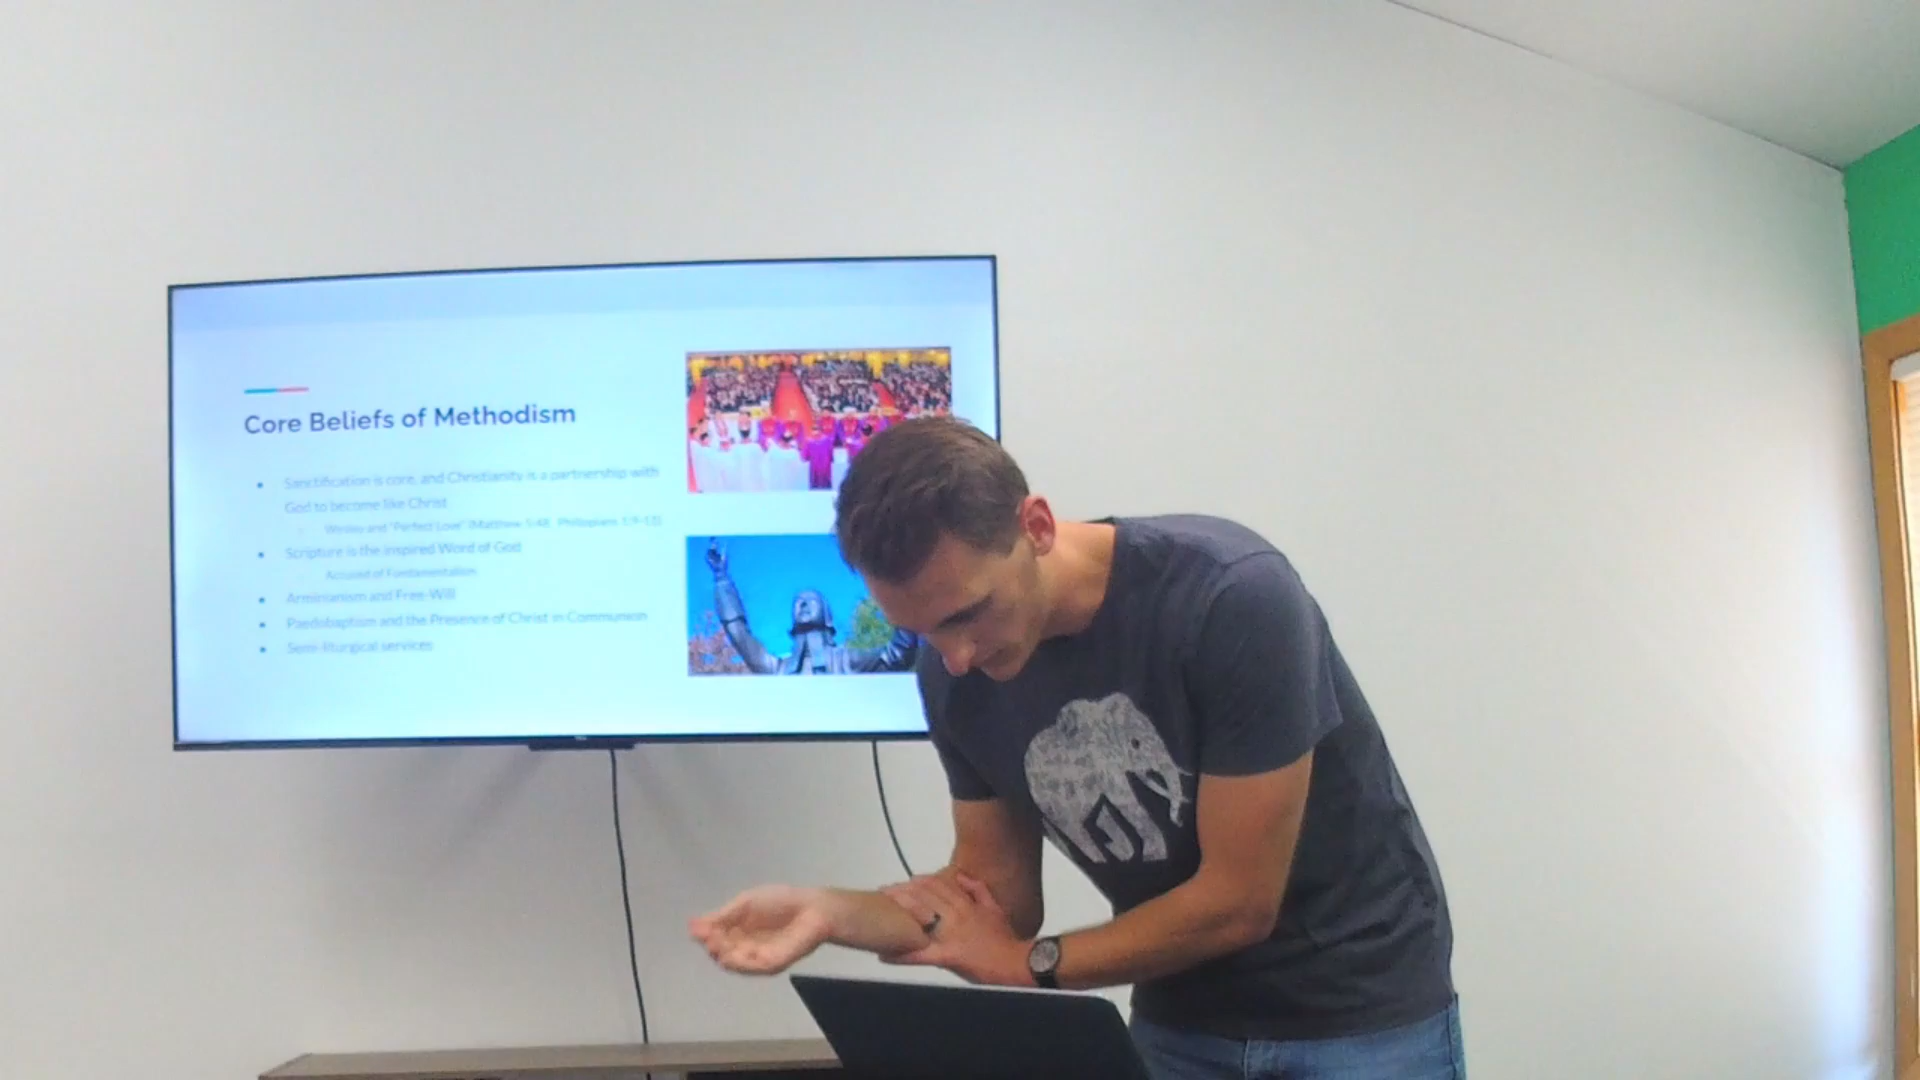 Core Beliefs of Methodism
Sanctification is core, and Christianity is a partnership with
God to become like Christ
Wesley and "Perfect Love" (Matthew 5:48, Philippians 1:9-11)
Scripture is the inspired Word of God
Accused of Fundamentalism
Arminianism and Free-Will
Paedobaptism and the Presence of Christ in Communion
Semi-liturgical services